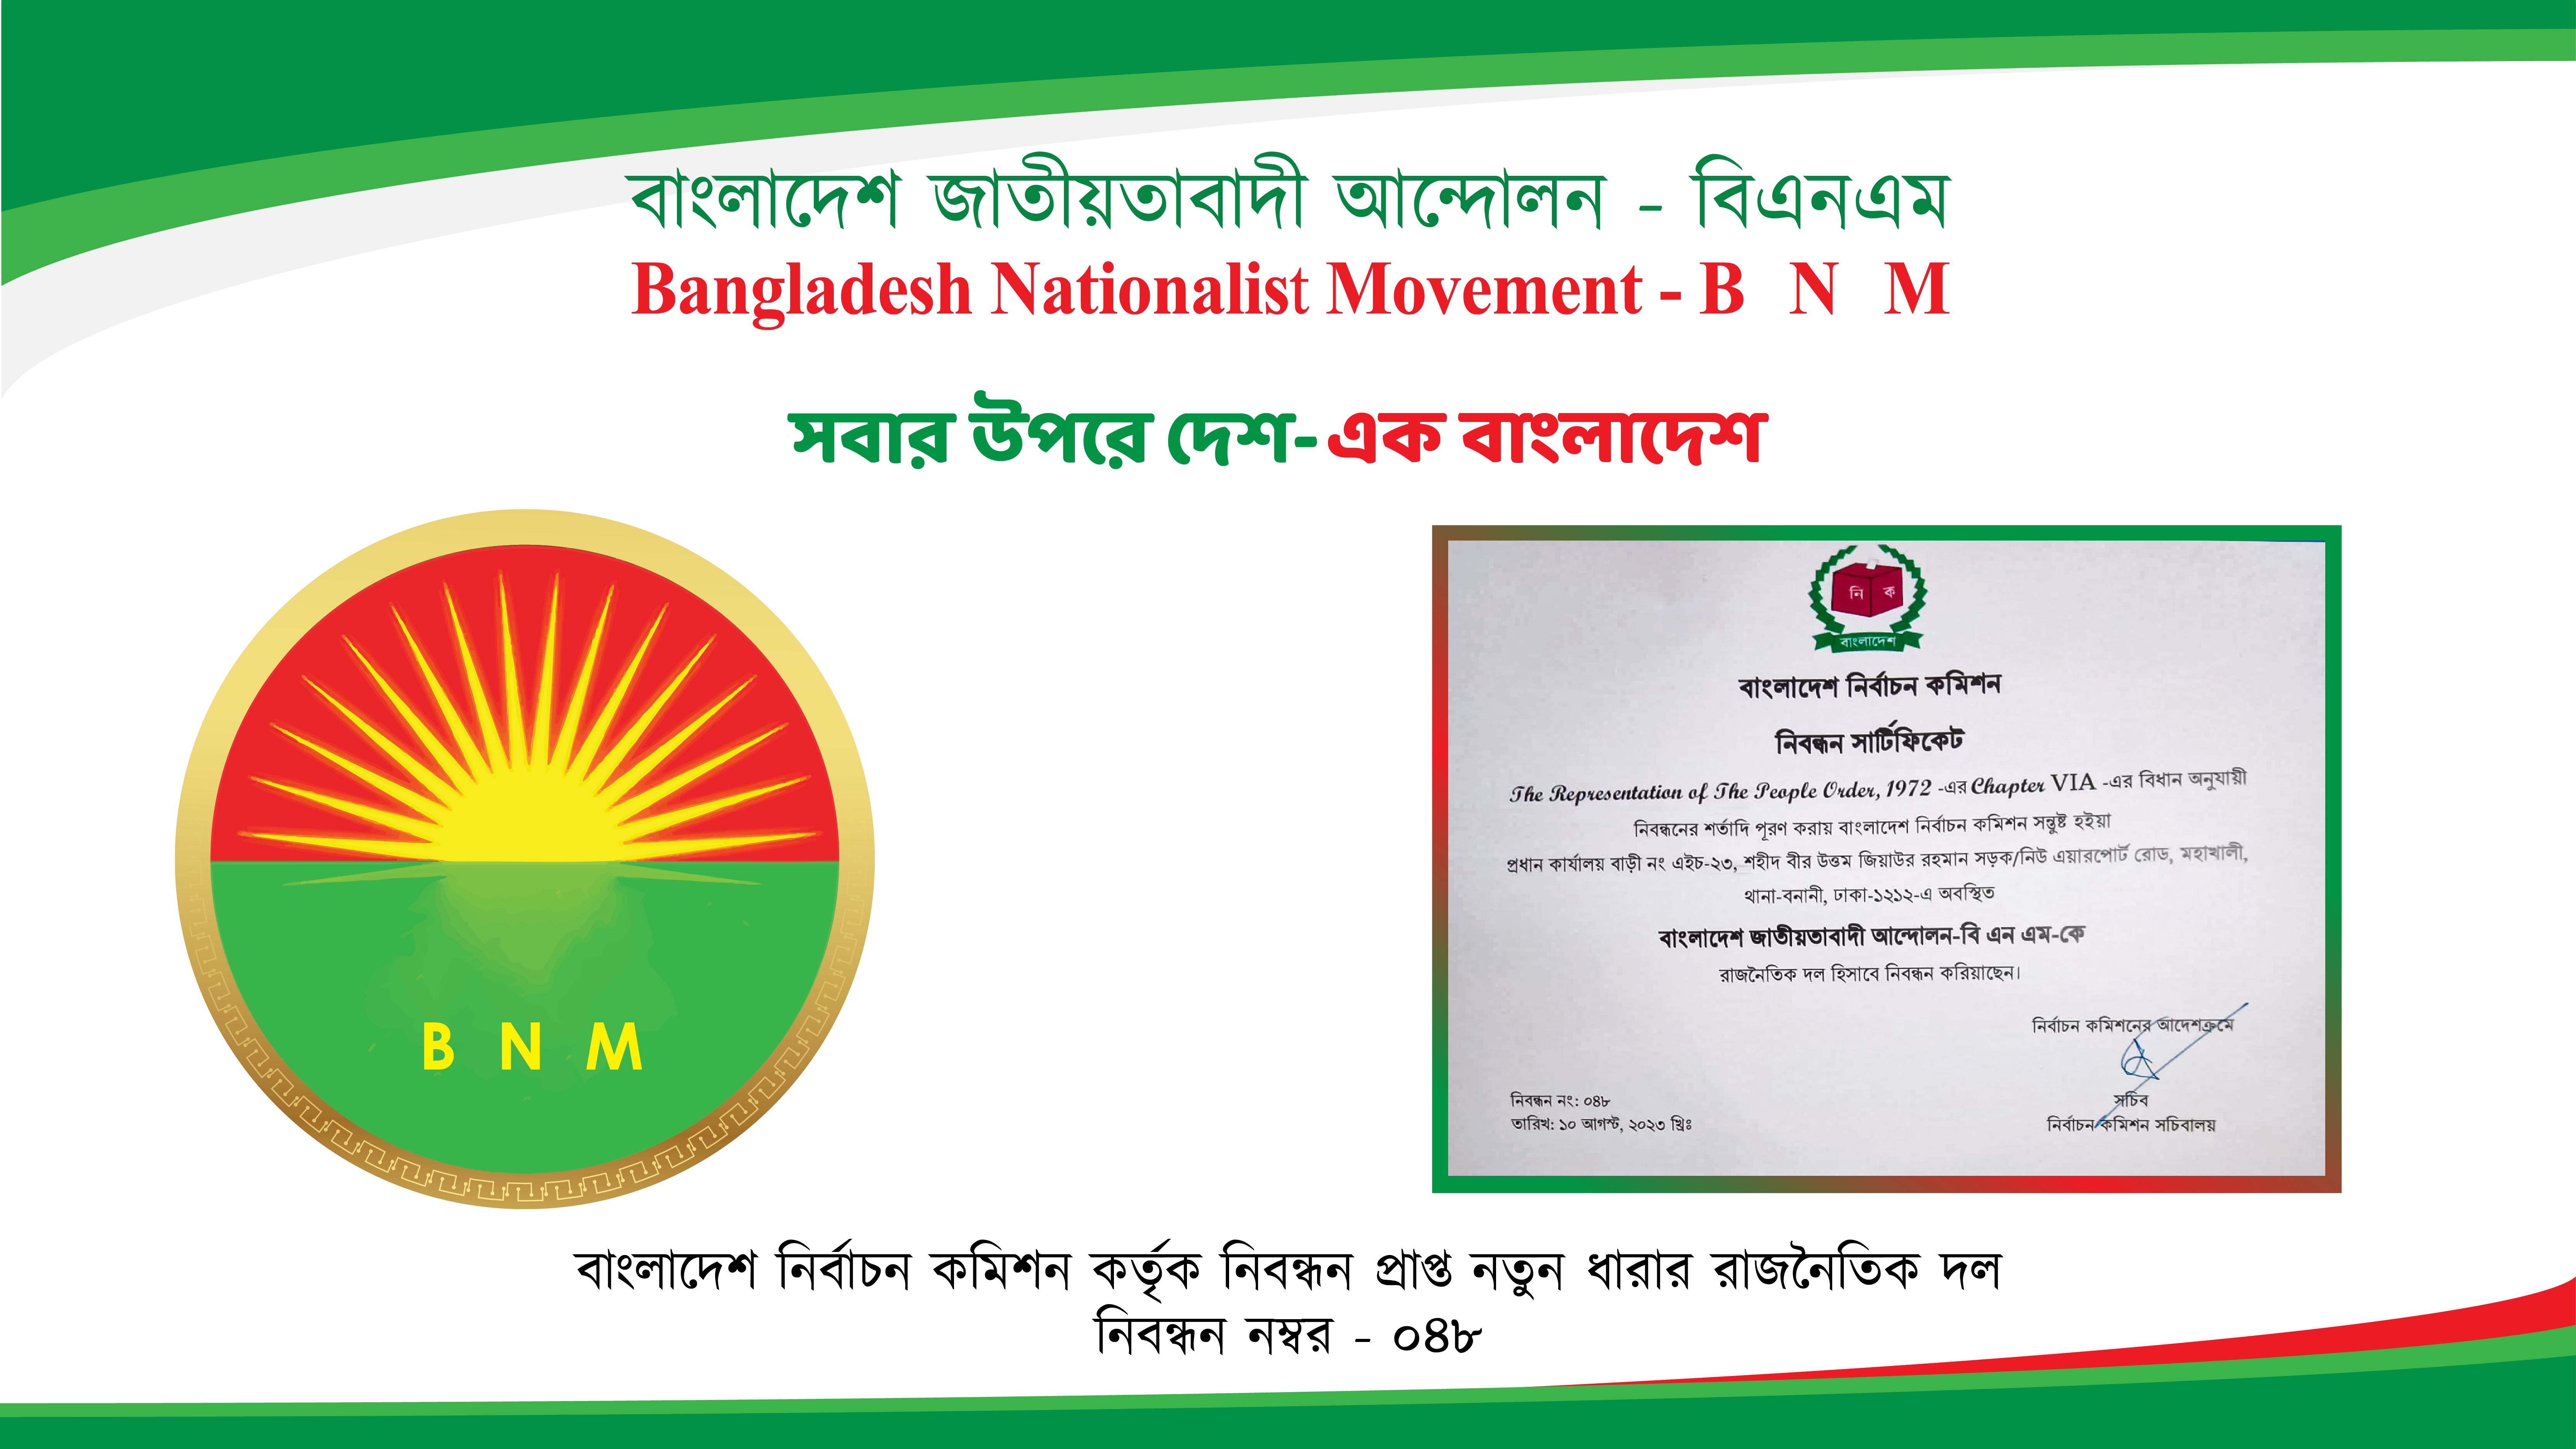 বাংলাদেশ জাতীয়তাবাদী আন্দোলন - বিএনএম
Bangladesh Nationalist Movement - B N M
সবার উপরে দেশ-এক বাংলাদেশ
B N M
নি ক
বাংলাদেশ
বাংলাদেশ নির্বাচন কমিশন
নিবন্ধন সার্টিফিকেট
The Representation of The People Order, 1972 -এর Chapter VIA -এর বিধান অনুযায়ী
নিবন্ধনের শর্তাদি পূরণ করায় বাংলাদেশ নির্বাচন কমিশন সন্তুষ্ট হইয়া
প্রধান কার্যালয় বাড়ী নং এইচ-২৩, শহীদ বীর উত্তম জিয়াউর রহমান সড়ক/নিউ এয়ারপোর্ট রোড, মহাখালী,
থানা-বনানী, ঢাকা-১২১২-এ অবস্থিত
বাংলাদেশ জাতীয়তাবাদী আন্দোলন-বি এন এম-কে
রাজনৈতিক দল হিসাবে নিবন্ধন করিয়াছেন।
নির্বাচন কমিশনের আদেশক্রমে
সচিব
নির্বাচন কমিশন সচিবালয়
নিবন্ধন নং: ০৪৮
তারিখ: ১০ আগস্ট, ২০২৩ খ্রিঃ
বাংলাদেশ নির্বাচন কমিশন কর্তৃক নিবন্ধন প্রাপ্ত নতুন ধারার রাজনৈতিক দল
নিবন্ধন নম্বর - ০৪৮